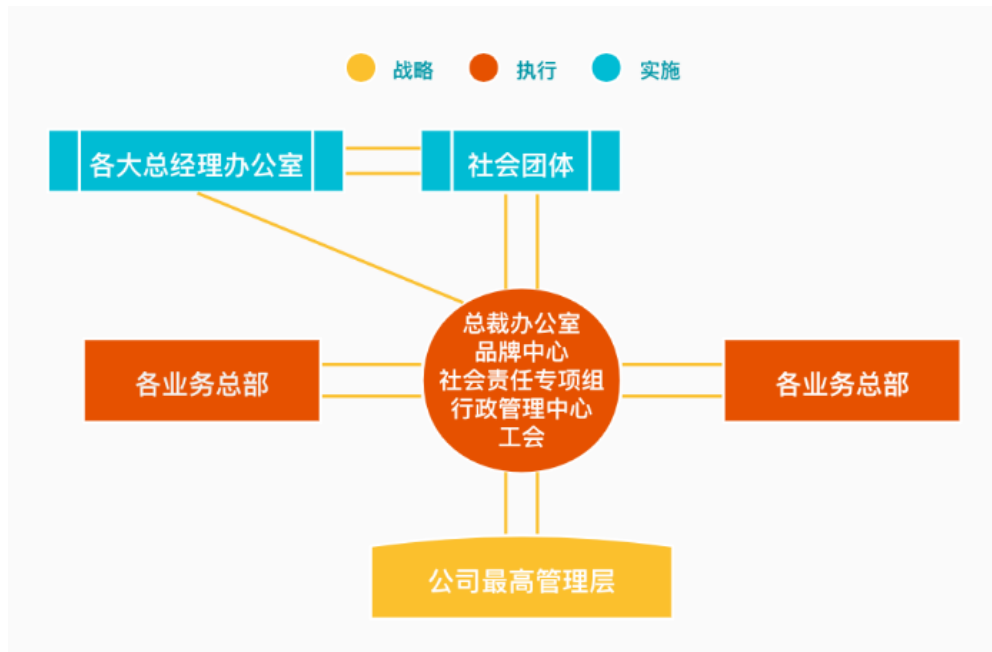 战略 执行 实施
各大总经理办公室 社会团体
总裁办公室
品牌中心
社会责任专项组
各业务总部 各业务总部
行政管理中心
工会
公司最高管理层